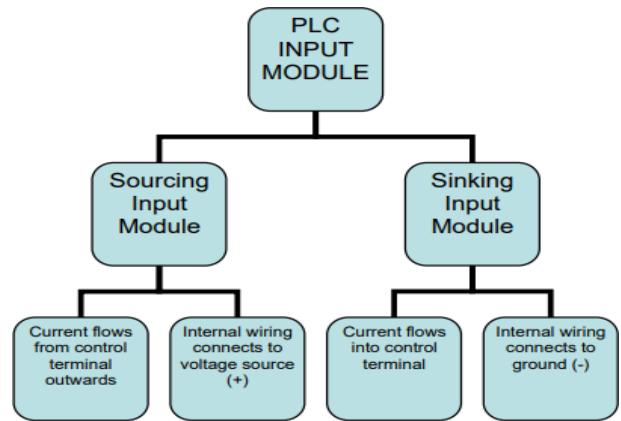 PLC
INPUT
MODULE
Sourcing
Input
Module
Sinking
Input
Module
Current flows
from control
terminal
outwards
Internal wiring
connects to
voltage source
(+)
Current flows
into control
terminal
Internal wiring
connects to
ground (-)